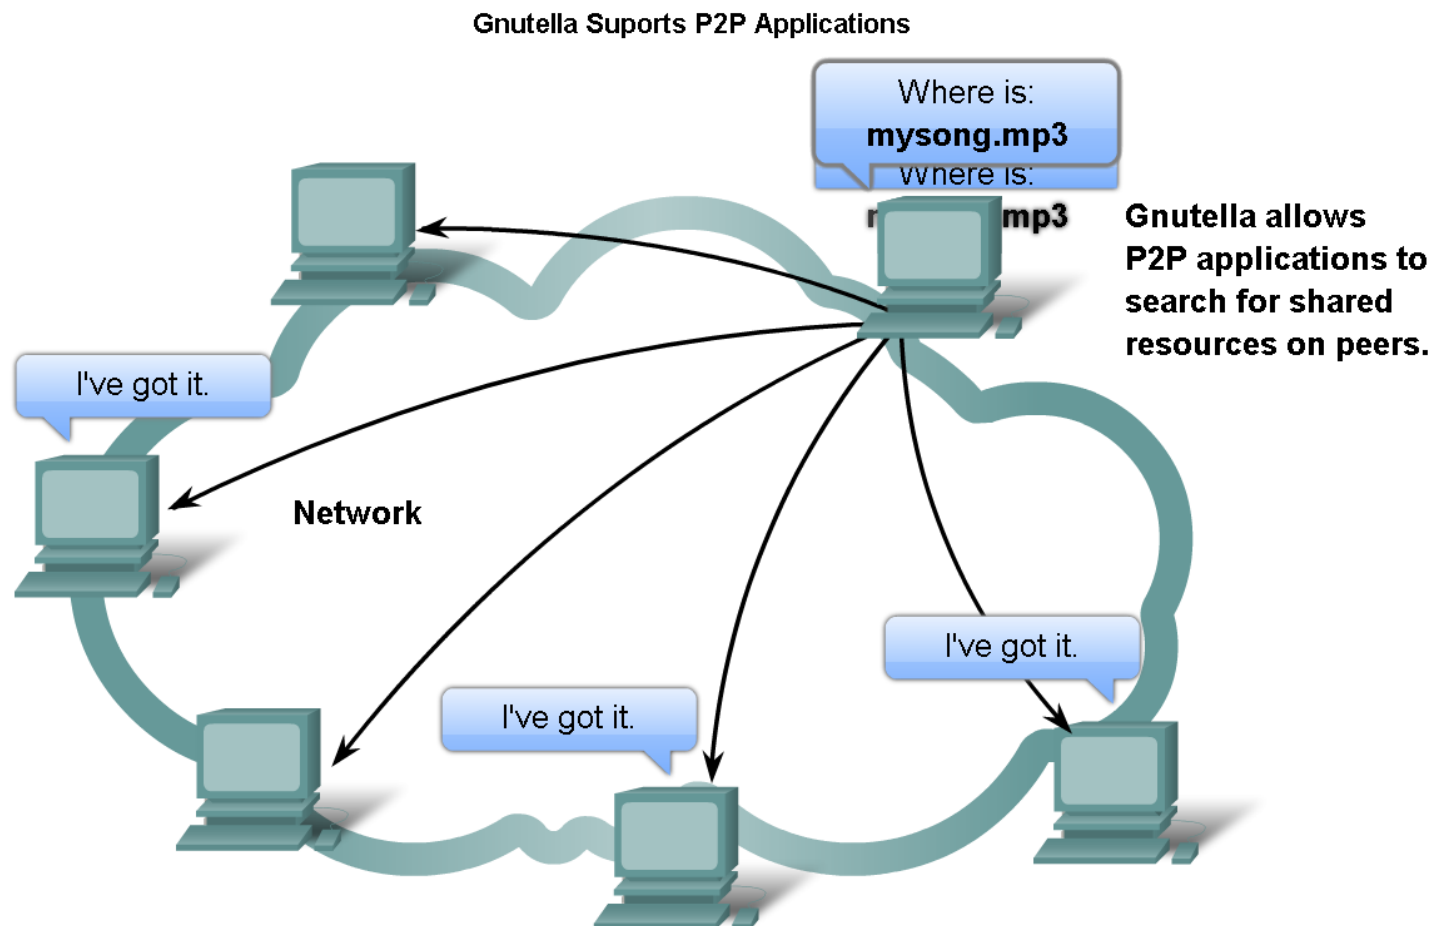 Gnutella Suports P2P Applications
Where is:
mysong.mp3
Where is:
mp3
Gnutella allows
P2P applications to
search for shared
resources on peers.
I've got it.
Network
I've got it.
I've got it.